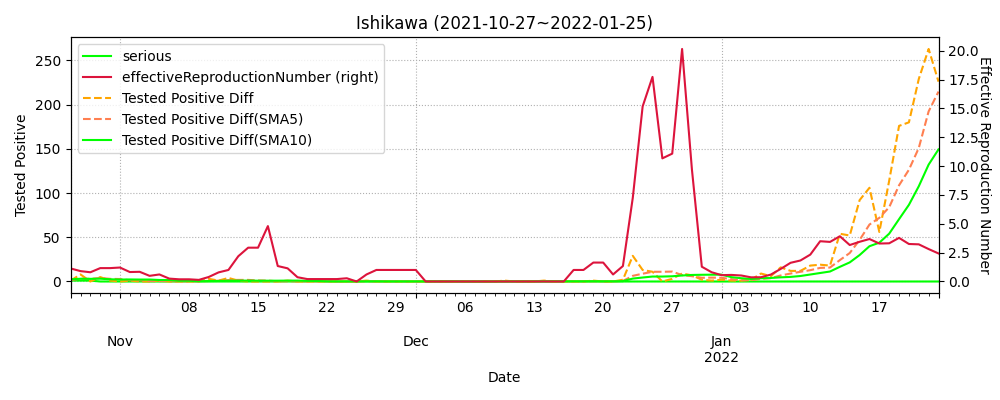 Ishikawa (2021-10-27~2022-01-25)
serious
effectiveReproductionNumber (right)
Tested Positive Diff
Tested Positive Diff(SMA5)
Tested Positive Diff(SMA10)
Tested Positive
250
200
150
100
50
0
20.0
17.5
15.0
12.5
10.0
7.5
5.0
2.5
0.0
Effective Reproduction Number
08 15 22 29 06 13 20 27 03 10 17
Nov Dec Jan
2022
Date